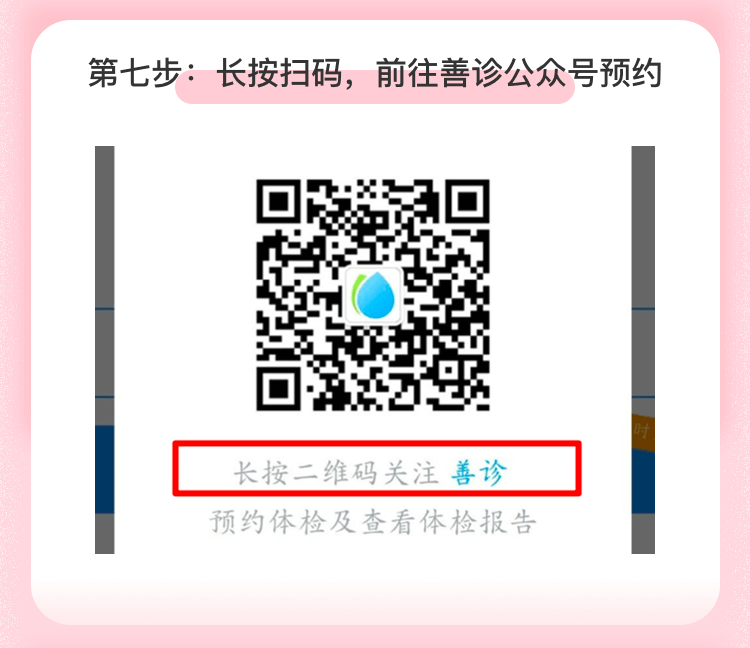 第七步：长按扫码，前往善诊公众号预约
时
长按二维码关注 善诊
预约体检及查看体检报告